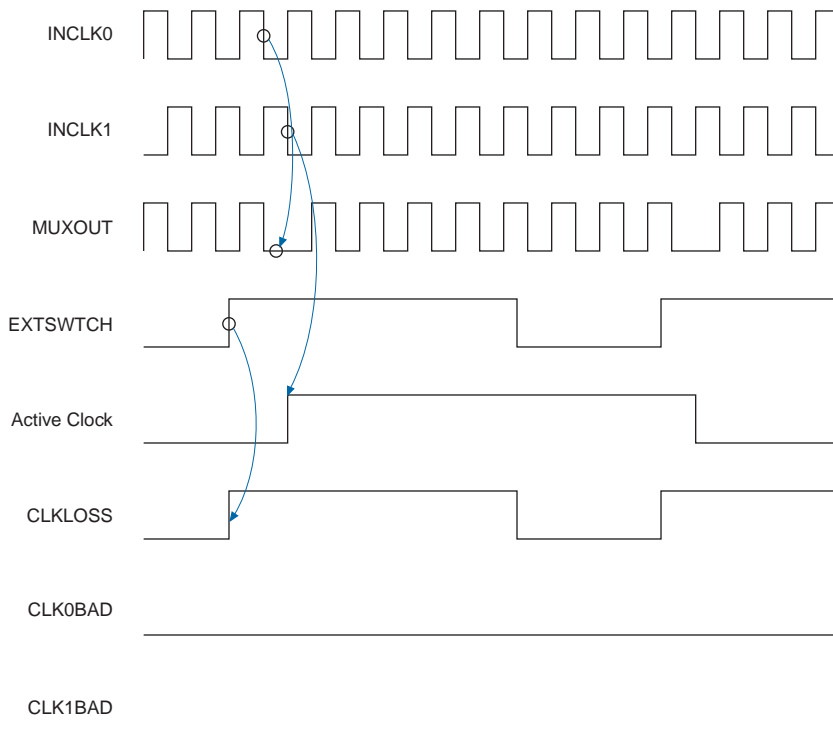 INCLK0
INCLK1
MUXOUT
EXTSWTCH
Active Clock
CLKLOSS
CLK0BAD
CLK1BAD